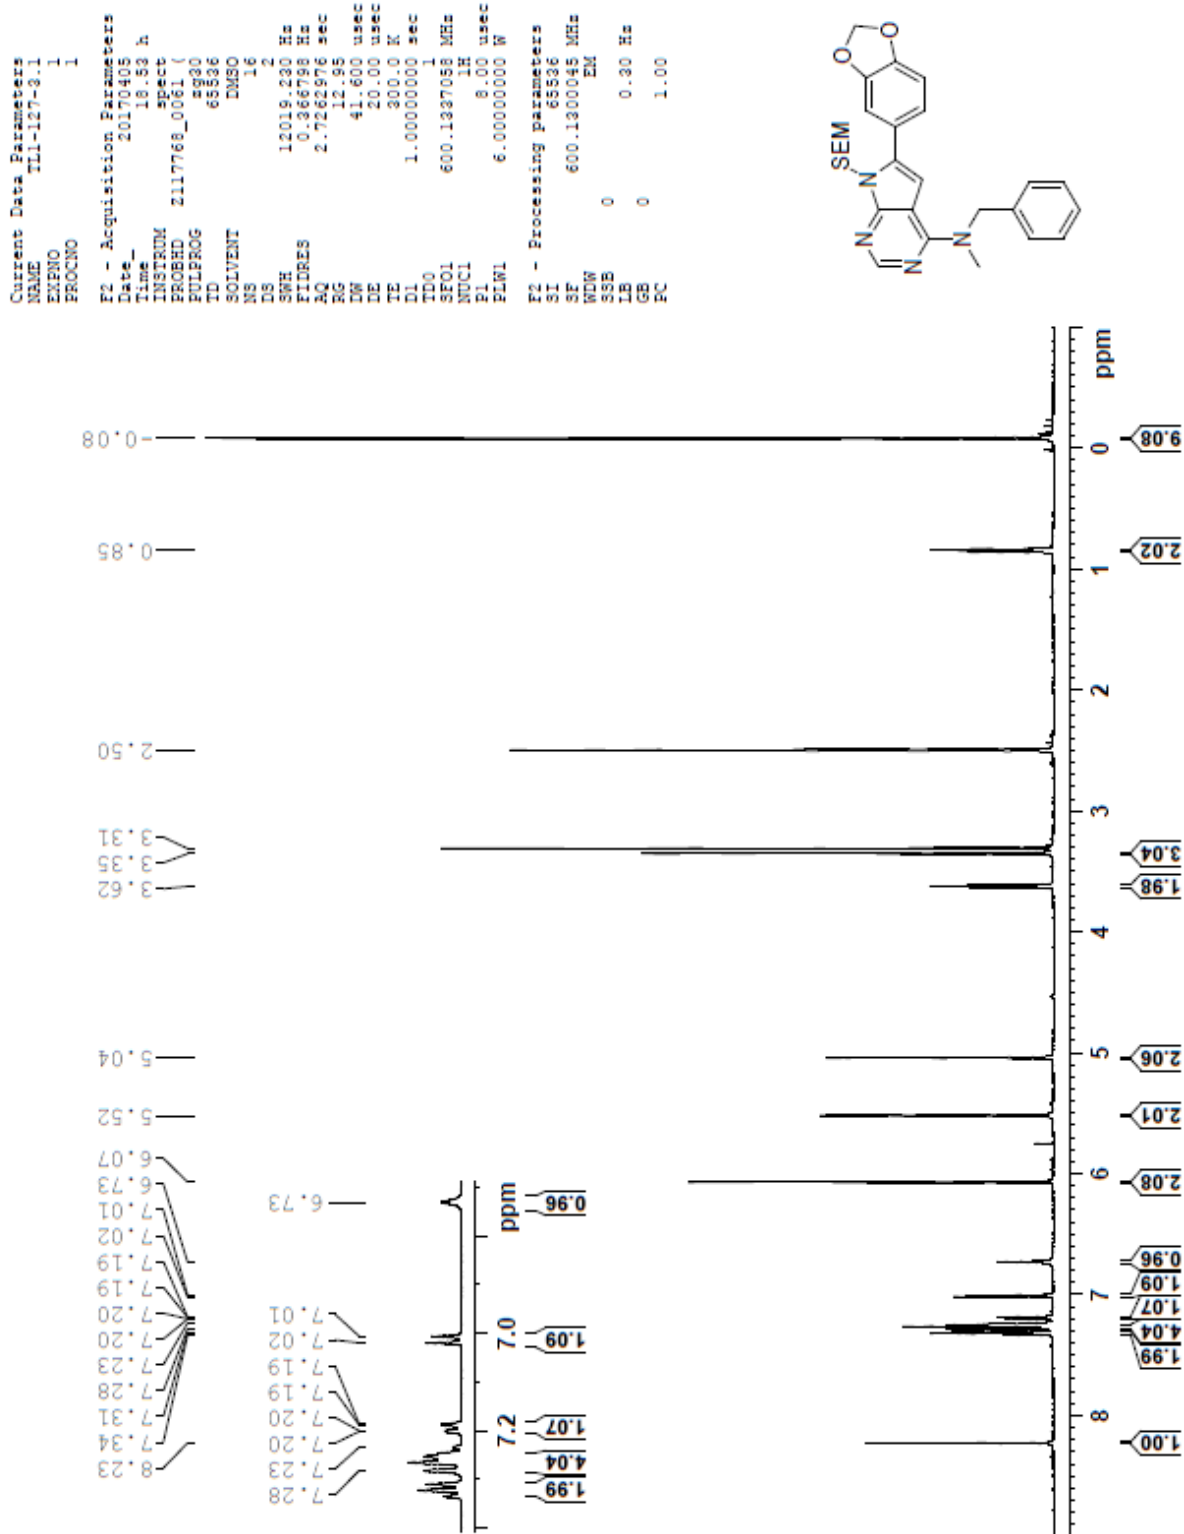 Current Data Parameters
NAME TL1-127-3.1
EXPNO 1
PROCNO 1
F2 - Acquisition Parameters
Date_ 20170405
Time 18.53 h
INSTRUM spect
PROBHD Z117768_0061 (
PULPROG zg30
TD 65536
SOLVENT DMSO
NS 16
DS 2
SWH 12019.230 Hz
FIDRES 0.366798 Hz
AQ 2.7262976 sec
RG 12.95
DW 41.600 usec
DE 20.00 usec
TE 300.0 K
D1 1.00000000 sec
TD0 1
SFO1 600.1337058 MHz
NUC1 1H
P1 8.00 usec
PLW1 6.0000000 W
F2 - Processing parameters
SI 65536
SF 600.1300045 MHz
WDW EM
SSB 0
LB 0.30 Hz
GB 0
PC 1.00
O
O
SEM
N
N
N
N
-0.08
0.85
2.50
3.31
3.35
3.62
5.04
5.52
6.07
6.73
7.01
7.02
7.19
7.19
7.20
7.20
7.23
7.28
7.31
7.34
8.23
6.73
7.01
7.02
7.19
7.19
7.20
7.20
7.23
7.28
ppm
7.0
7.2
0.96
1.09
1.07
4.04
1.99
ppm
0
1
2
3
4
5
6
7
8
9.08
2.02
3.04
1.98
2.06
2.01
2.08
0.96
1.09
1.07
4.04
1.99
1.00